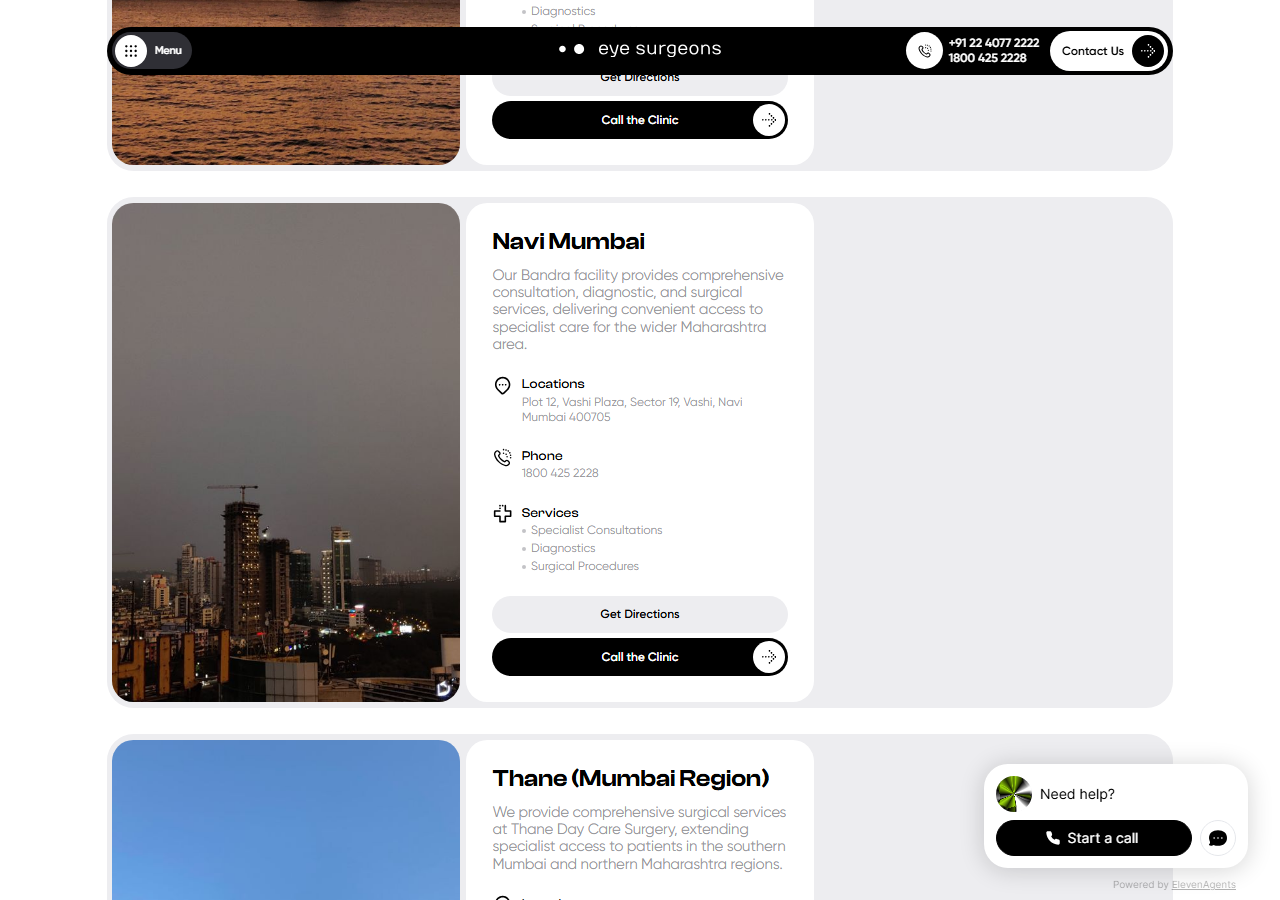 Diagnostics
Menu
eye surgeons
+91 22 4077 2222
1800 425 2228
Contact Us
Get Directions
Call the Clinic
Navi Mumbai
Our Bandra facility provides comprehensive
consultation, diagnostic, and surgical
services, delivering convenient access to
specialist care for the wider Maharashtra
area.
Locations
Plot 12, Vashi Plaza, Sector 19, Vashi, Navi
Mumbai 400705
Phone
1800 425 2228
Services
Specialist Consultations
Diagnostics
Surgical Procedures
Get Directions
Call the Clinic
Thane (Mumbai Region)
We provide comprehensive surgical services
at Thane Day Care Surgery, extending
specialist access to patients in the southern
Mumbai and northern Maharashtra regions.
Need help?
Start a call
Powered by ElevenAgents